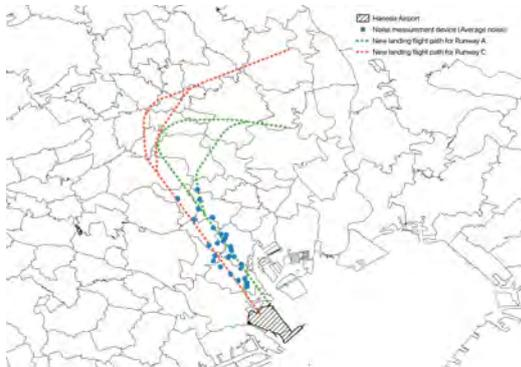 Haneda Airport
Noise measurement device (Average noise)
New landing flight path for Runway A
New landing flight path for Runway C